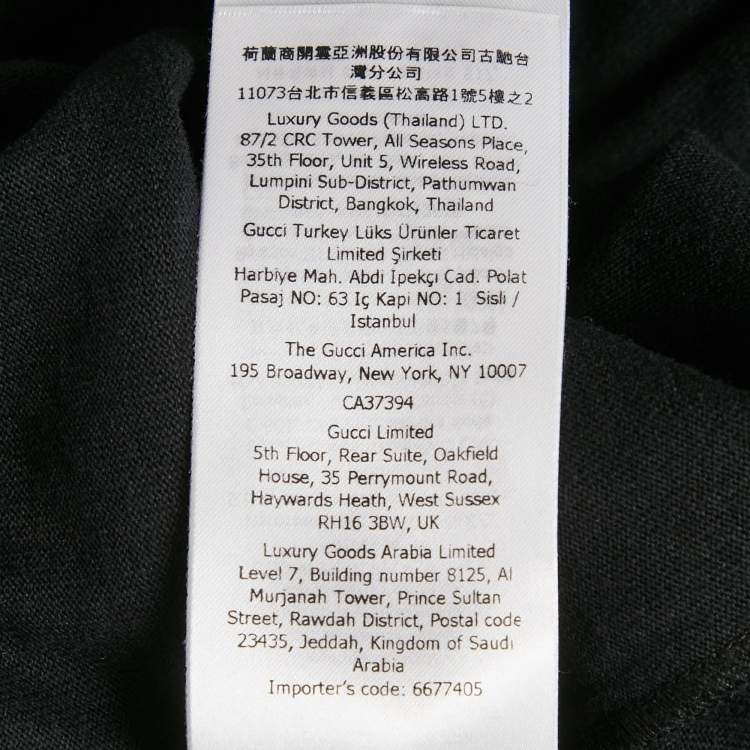 荷蘭商開雲亞洲股份有限公司古馳台
灣分公司
11073台北市信義區松高路1號5樓之2
Luxury Goods (Thailand) LTD.
87/2 CRC Tower, All Seasons Place,
35th Floor, Unit 5, Wireless Road,
Lumpini Sub-District, Pathumwan
District, Bangkok, Thailand
Gucci Turkey Lüks Ürünler Ticaret
Limited Şirketi
Harbiye Mah. Abdi Ipekçi Cad. Polat
Pasaj NO: 63 Iç Kapi NO: 1 Sisli /
Istanbul
The Gucci America Inc.
195 Broadway, New York, NY 10007
CA37394
Gucci Limited
5th Floor, Rear Suite, Oakfield
House, 35 Perrymount Road,
Haywards Heath, West Sussex
RH16 3BW, UK
Luxury Goods Arabia Limited
Level 7, Building number 8125, Al
Murjanah Tower, Prince Sultan
Street, Rawdah District, Postal code
23435, Jeddah, Kingdom of Saudi
Arabia
Importer's code: 6677405